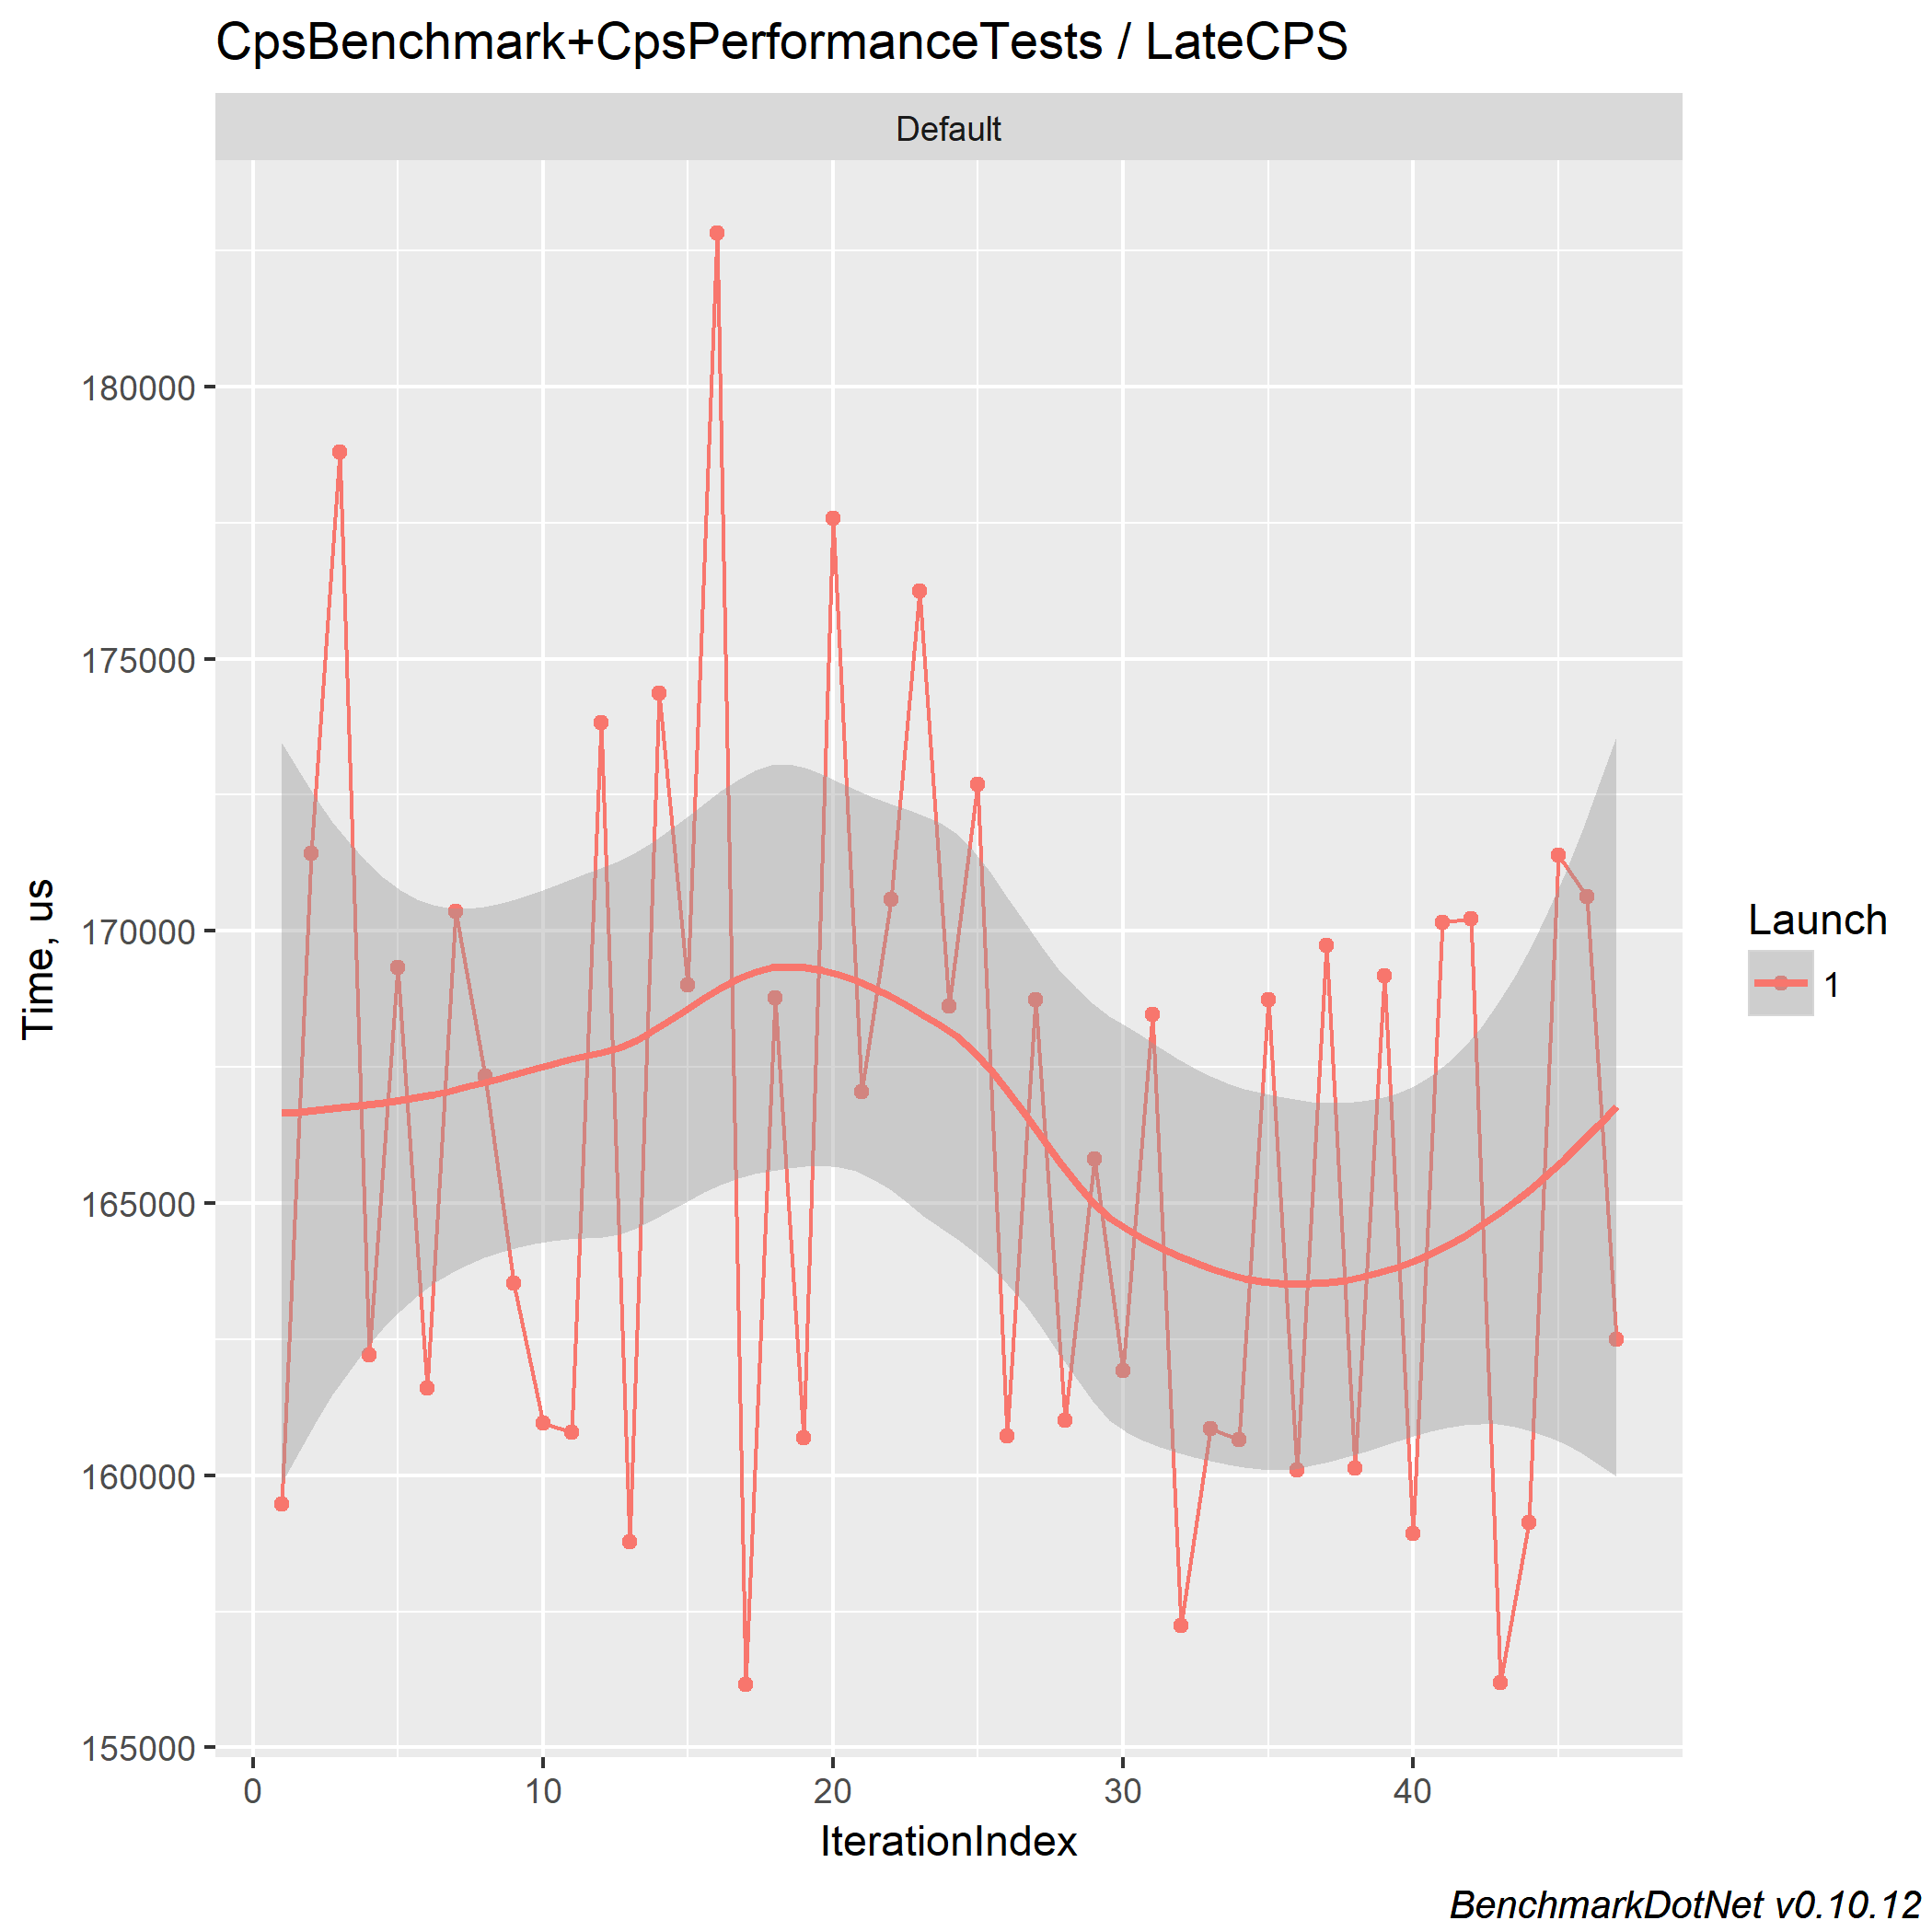 CpsBenchmark+CpsPerformanceTests / LateCPS
Default
180000
175000
170000
165000
160000
155000
Time, us
0 10 20 30 40
IterationIndex
Launch
1
BenchmarkDotNet v0.10.12